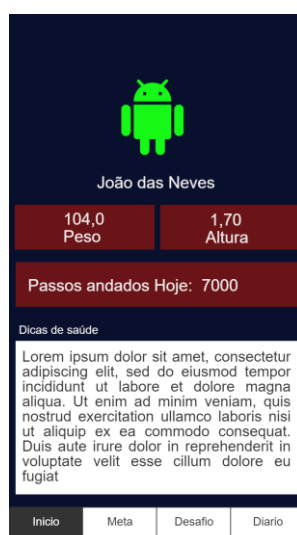 João das Neves
104,0
Peso
1,70
Altura
Passos andados Hoje: 7000
Dicas de saúde
Lorem ipsum dolor sit amet, consectetur
adipiscing elit, sed do eiusmod tempor
incididunt ut labore et dolore magna
aliqua. Ut enim ad minim veniam, quis
nostrud exercitation ullamco laboris nisi
ut aliquip ex ea commodo consequat.
Duis aute irure dolor in reprehenderit in
voluptate velit esse cillum dolore eu
fugiat
Inicio Meta Desafio Diario